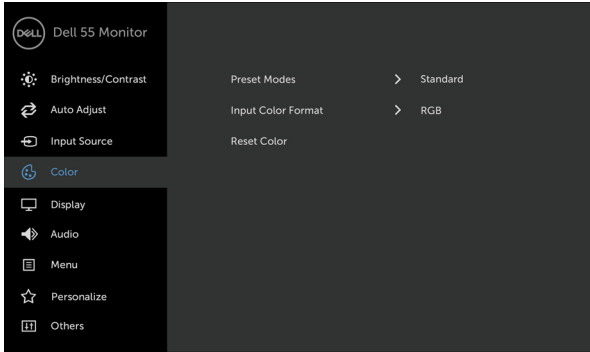 DELL Dell 55 Monitor
Brightness/Contrast
Auto Adjust
Input Source
Color
Display
Audio
Menu
Personalize
Others
Preset Modes > Standard
Input Color Format > RGB
Reset Color